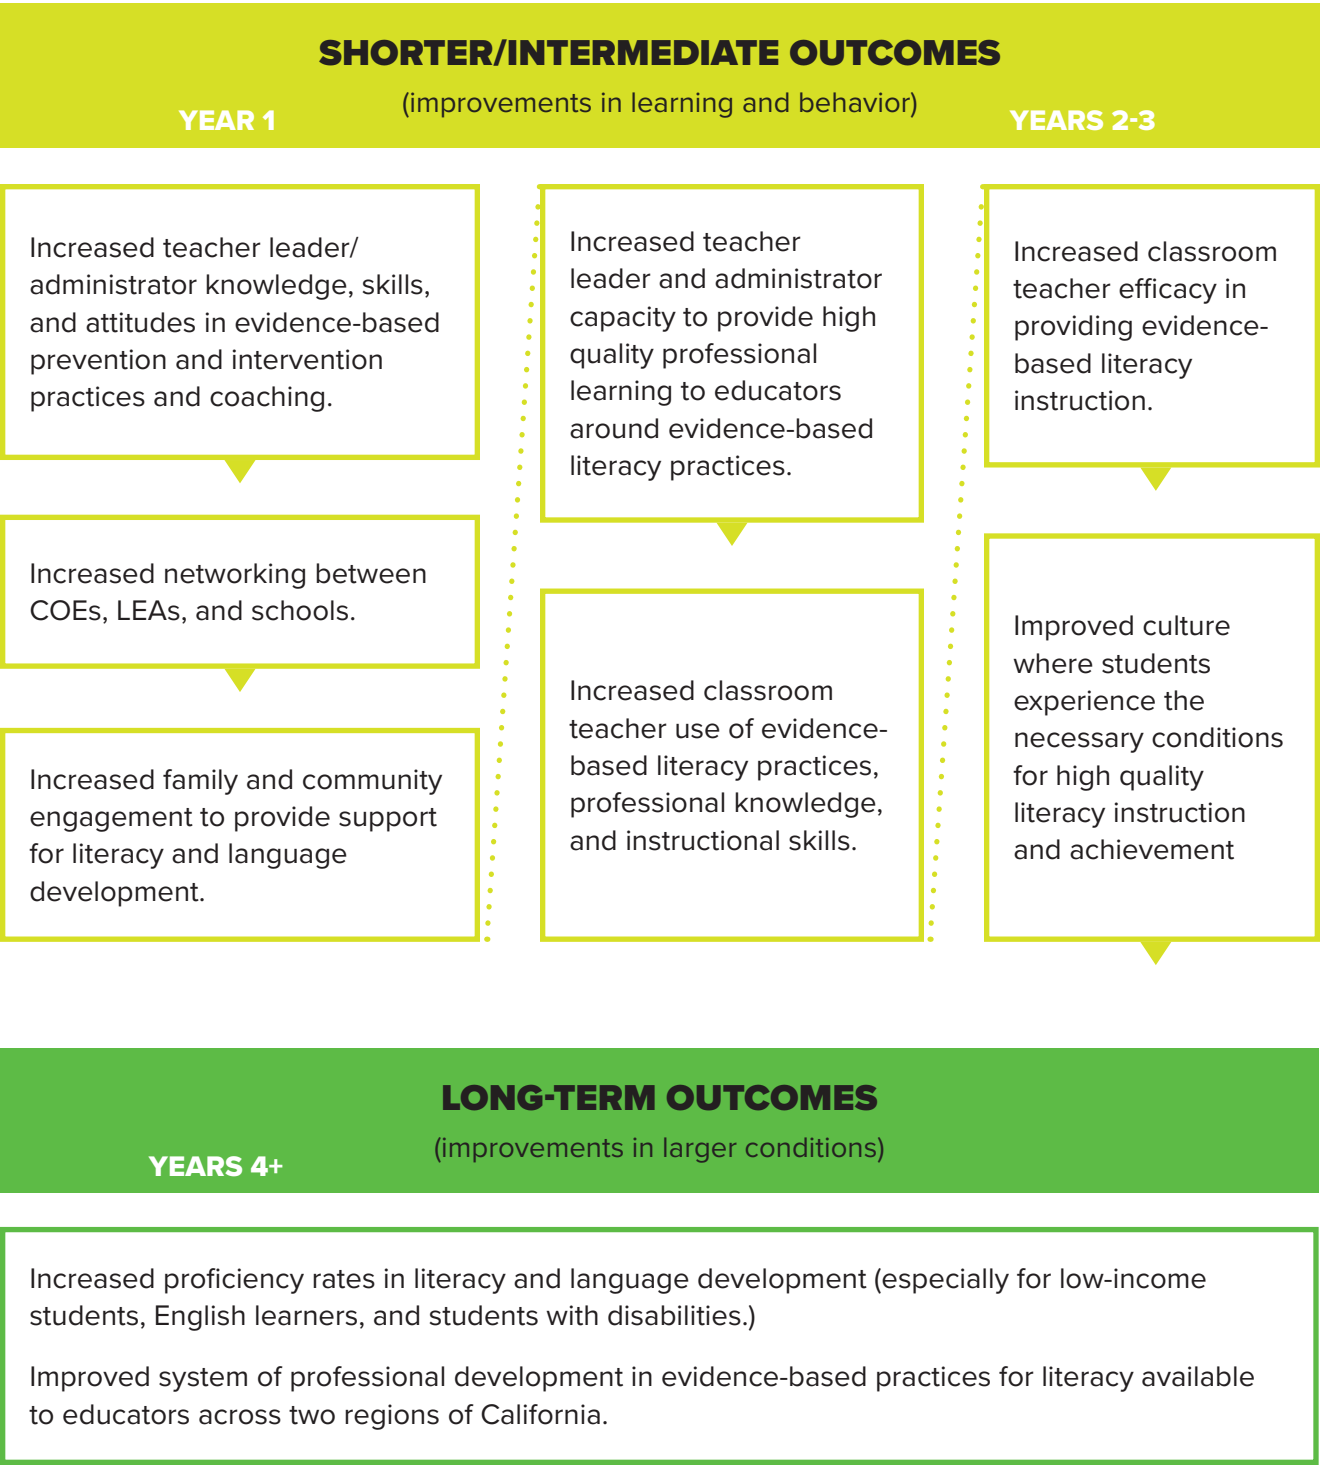 SHORTER/INTERMEDIATE OUTCOMES
(improvements in learning and behavior)
YEAR 1
YEARS 2-3
Increased teacher leader/
administrator knowledge, skills,
and attitudes in evidence-based
prevention and intervention
practices and coaching.
Increased networking between
COEs, LEAs, and schools.
Increased family and community
engagement to provide support
for literacy and language
development.
Increased teacher
leader and administrator
capacity to provide high
quality professional
learning to educators
around evidence-based
literacy practices.
Increased classroom
teacher use of evidence-
based literacy practices,
professional knowledge,
and instructional skills.
Increased classroom
teacher efficacy in
providing evidence-
based literacy
instruction.
Improved culture
where students
experience the
necessary conditions
for high quality
literacy instruction
and achievement
LONG-TERM OUTCOMES
(improvements in larger conditions)
YEARS 4+
Increased proficiency rates in literacy and language development (especially for low-income
students, English learners, and students with disabilities.)
Improved system of professional development in evidence-based practices for literacy available
to educators across two regions of California.